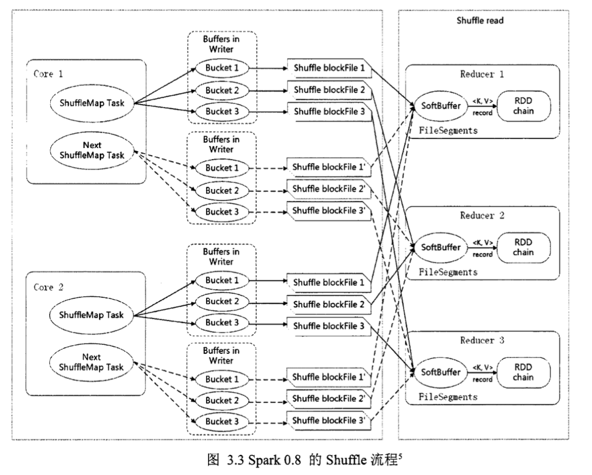 Shuffle read
Buffers in
Writer
Core 1
ShuffleMap Task
Bucket 1
Bucket 2
Bucket 3
Shuffle blockFile 1
Shuffle blockFile 2
Shuffle blockFile 3
Next
ShuffleMap Task
Buffers in
Writer
Bucket 1
Bucket 2
Bucket 3
Shuffle blockFile 1'
Shuffle blockFile 2'
Shuffle blockFile 3'
Core 2
ShuffleMap Task
Buffers in
Writer
Bucket 1
Bucket 2
Bucket 3
Shuffle blockFile 1
Shuffle blockFile 2
Shuffle blockFile 3
Next
ShuffleMap Task
Buffers in
Writer
Bucket 1
Bucket 2
Bucket 3
Shuffle blockFile 1'
Shuffle blockFile 2'
Shuffle blockFile 3'
Reducer 1
SoftBuffer
<K, V>
record
RDD
chain
FileSegments
Reducer 2
SoftBuffer
<K, V>
record
RDD
chain
FileSegments
Reducer 3
SoftBuffer
<K, V>
record
RDD
chain
FileSegments
图 3.3 Spark 0.8 的 Shuffle 流程⁵